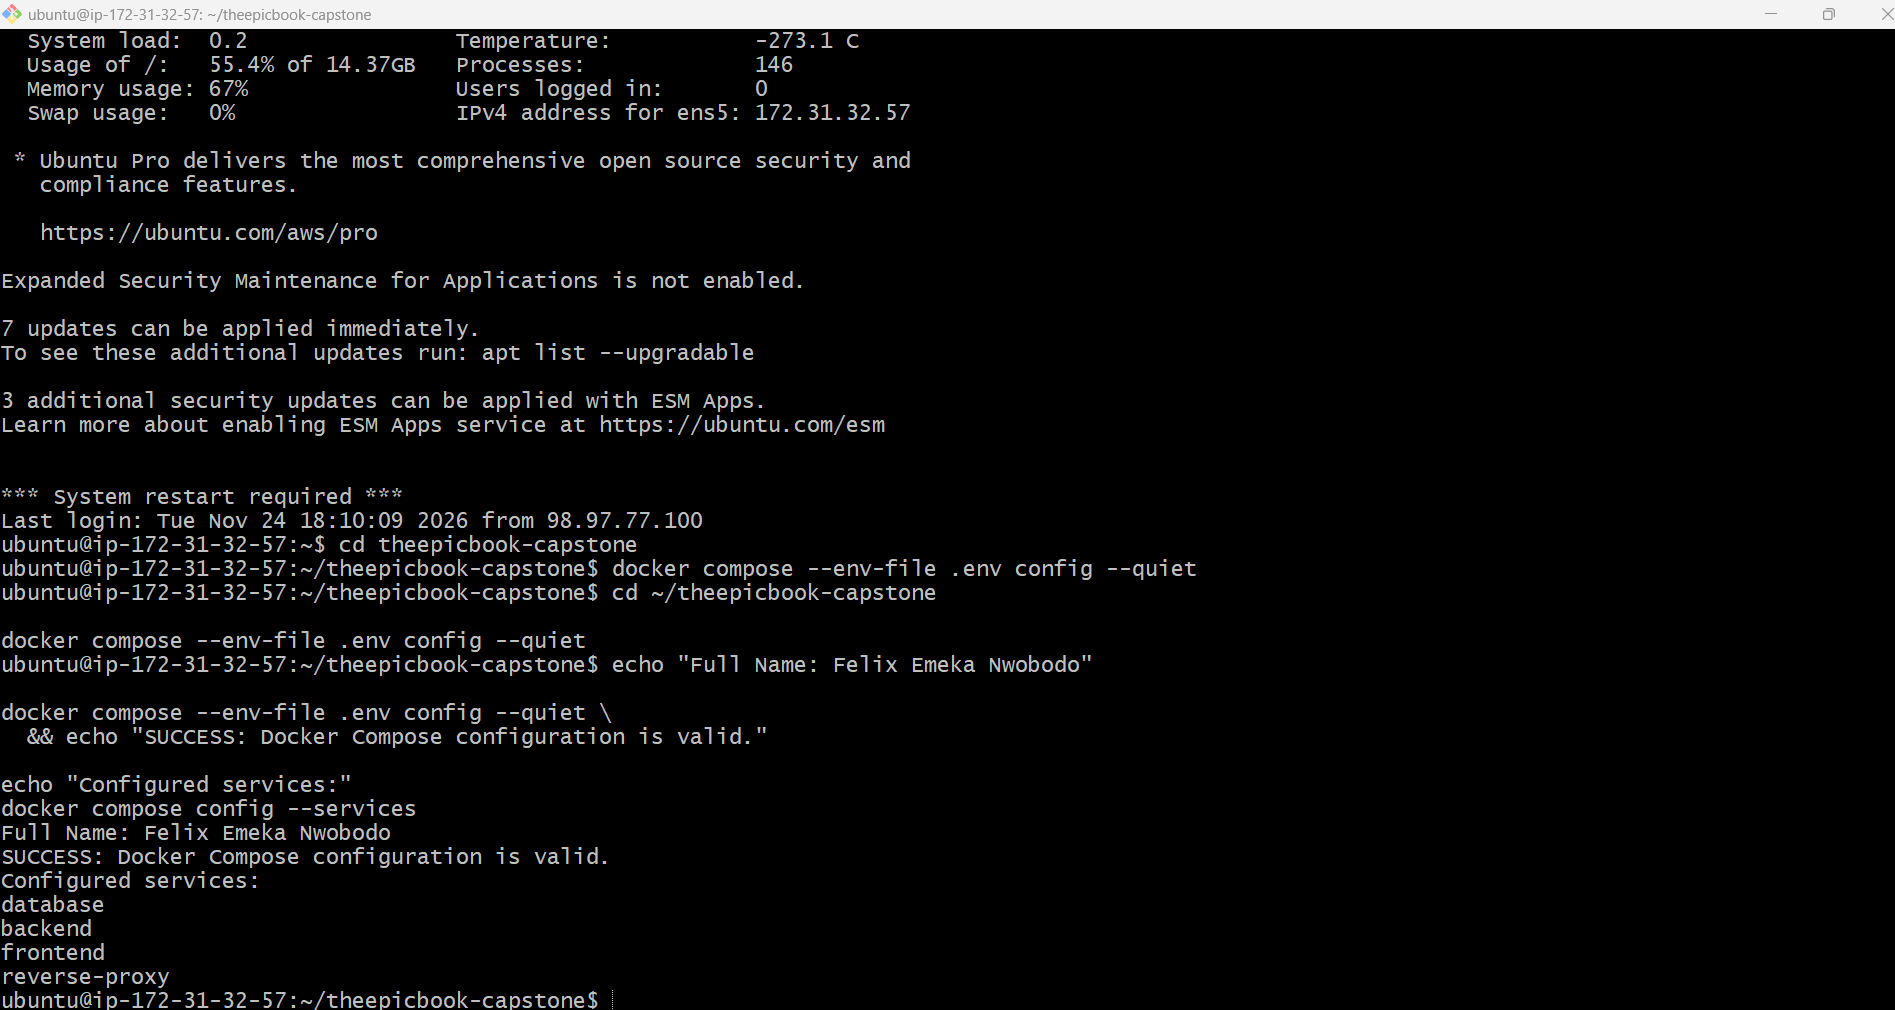 ubuntu@ip-172-31-32-57: ~/theepicbook-capstone
System load: 0.2 Temperature: -273.1 C
Usage of /: 55.4% of 14.37GB Processes: 146
Memory usage: 67% Users logged in: 0
Swap usage: 0% IPv4 address for ens5: 172.31.32.57
* Ubuntu Pro delivers the most comprehensive open source security and
compliance features.
https://ubuntu.com/aws/pro
Expanded Security Maintenance for Applications is not enabled.
7 updates can be applied immediately.
To see these additional updates run: apt list --upgradable
3 additional security updates can be applied with ESM Apps.
Learn more about enabling ESM Apps service at https://ubuntu.com/esm
*** System restart required ***
Last login: Tue Nov 24 18:10:09 2026 from 98.97.77.100
ubuntu@ip-172-31-32-57:~$ cd theepicbook-capstone
ubuntu@ip-172-31-32-57:~/theepicbook-capstone$ docker compose --env-file .env config --quiet
ubuntu@ip-172-31-32-57:~/theepicbook-capstone$ cd ~/theepicbook-capstone
docker compose --env-file .env config --quiet
ubuntu@ip-172-31-32-57:~/theepicbook-capstone$ echo "Full Name: Felix Emeka Nwobodo"
docker compose --env-file .env config --quiet \
&& echo "SUCCESS: Docker Compose configuration is valid."
echo "Configured services:"
docker compose config --services
Full Name: Felix Emeka Nwobodo
SUCCESS: Docker Compose configuration is valid.
Configured services:
database
backend
frontend
reverse-proxy
ubuntu@ip-172-31-32-57:~/theepicbook-capstone$